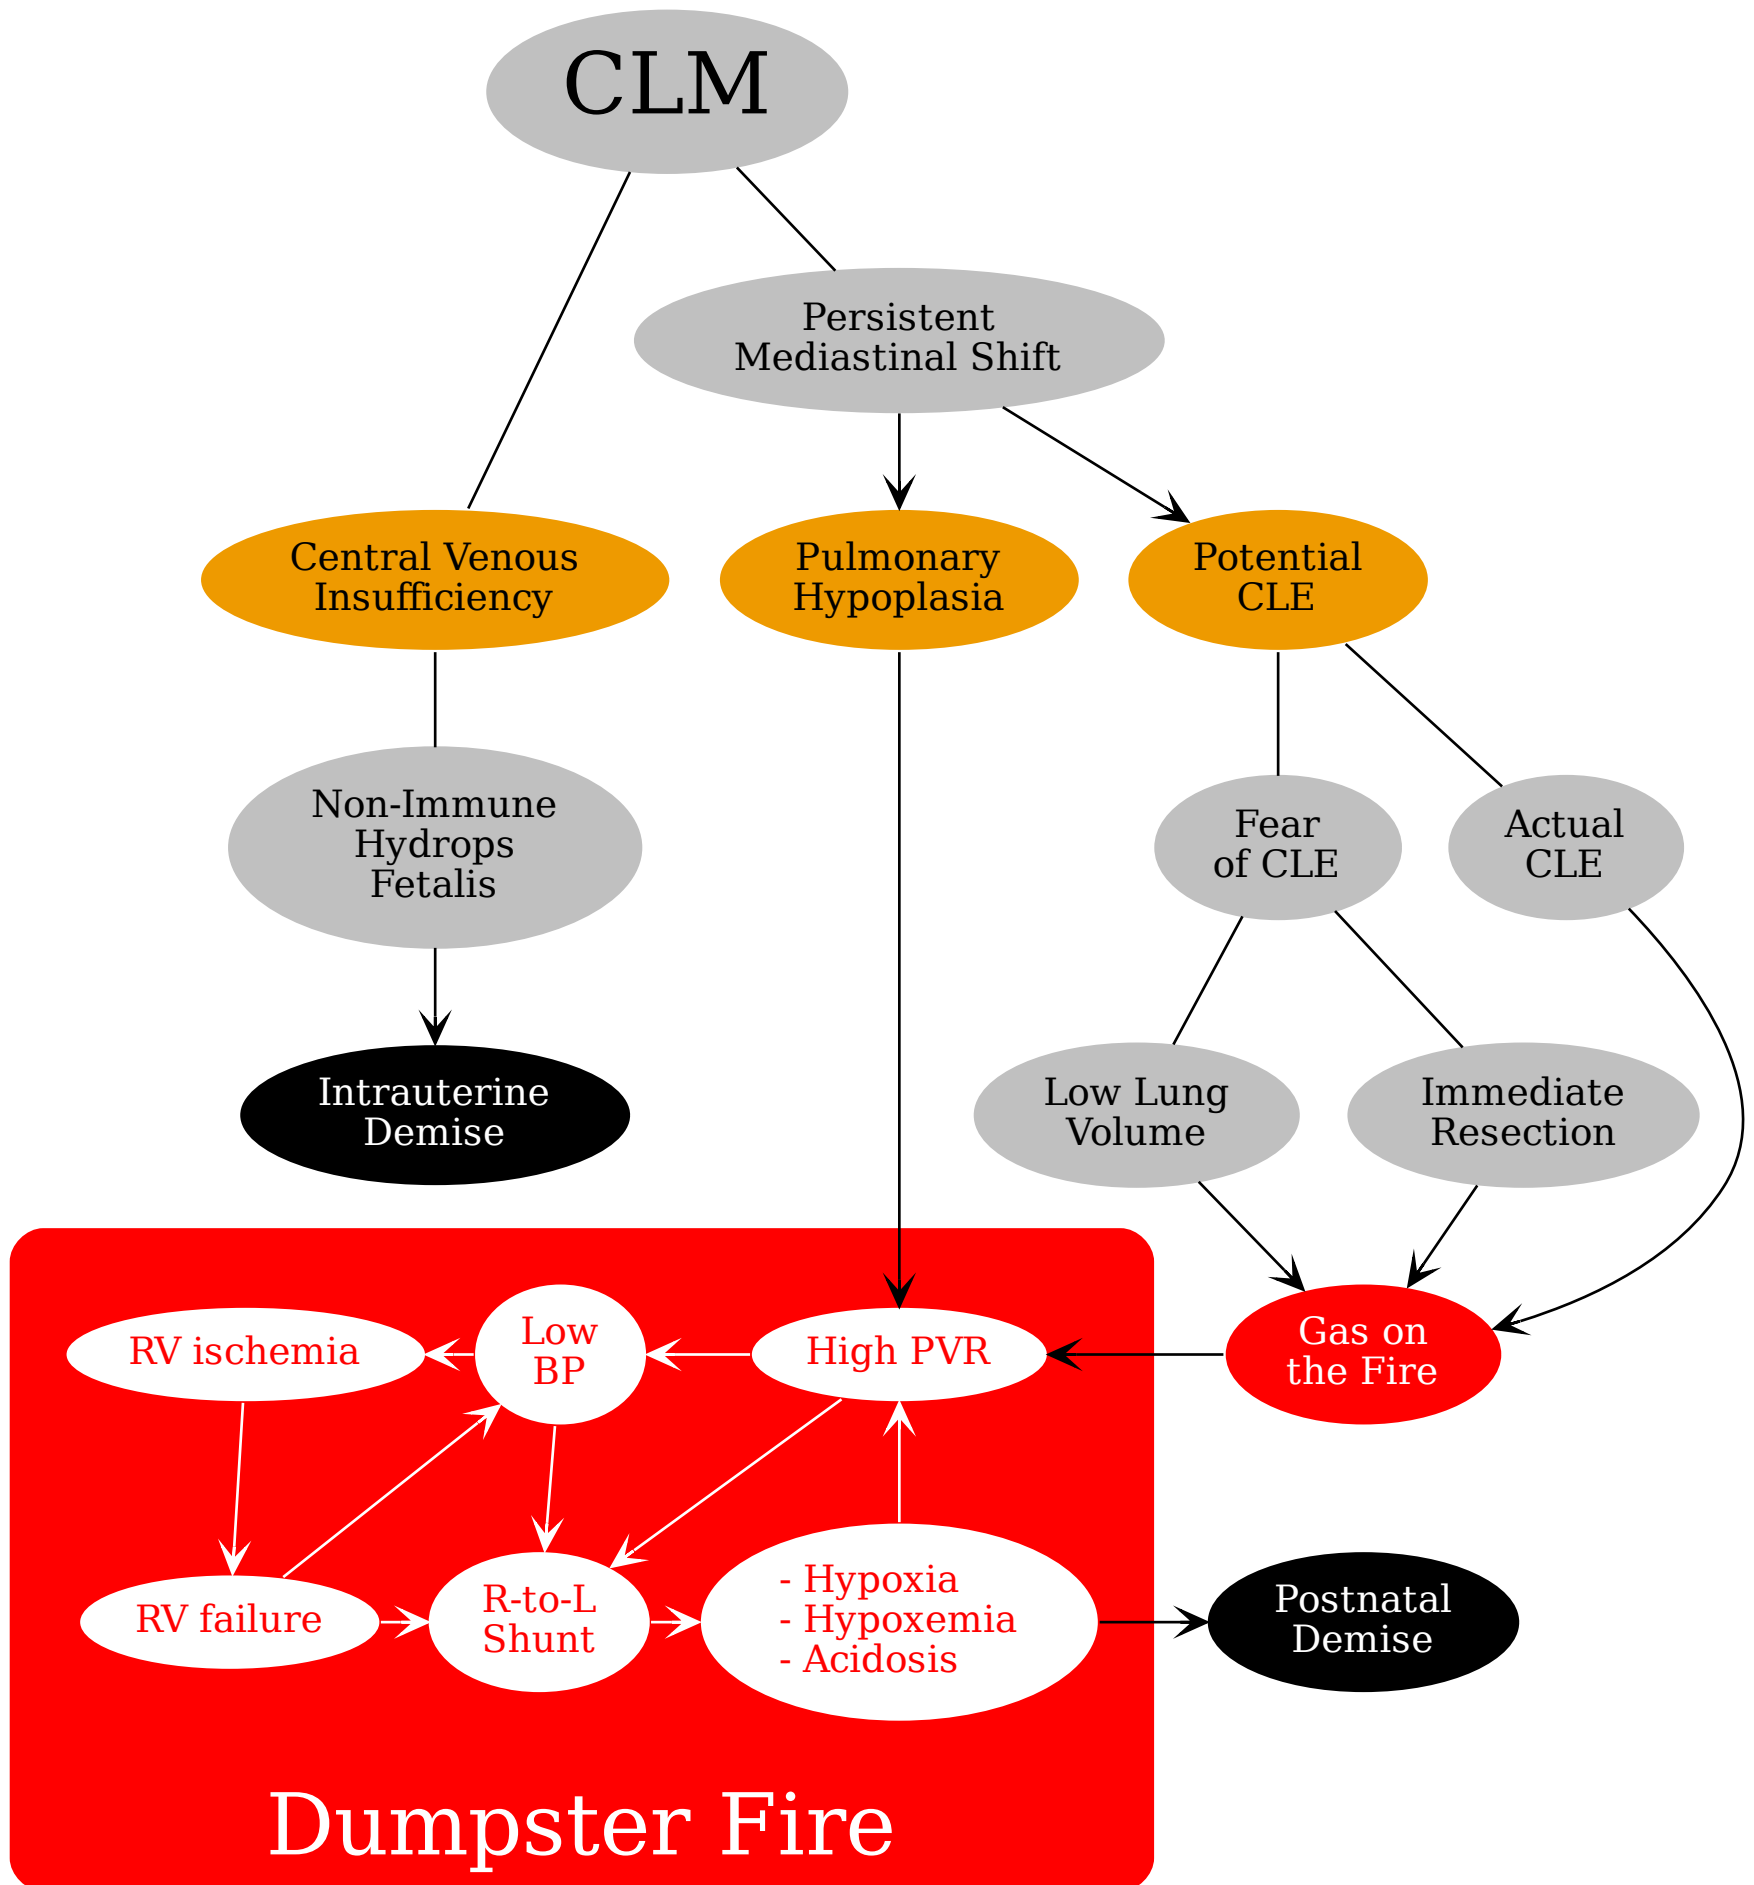 CLM
Persistent
Mediastinal Shift
Central Venous
Insufficiency
Pulmonary
Hypoplasia
Potential
CLE
Non-Immune
Hydrops
Fetalis
Fear
of CLE
Actual
CLE
Intrauterine
Demise
Low Lung
Volume
Immediate
Resection
RV ischemia
Low
BP
High PVR
Gas on
the Fire
RV failure
R-to-L
Shunt
- Hypoxia
- Hypoxemia
- Acidosis
Postnatal
Demise
Dumpster Fire